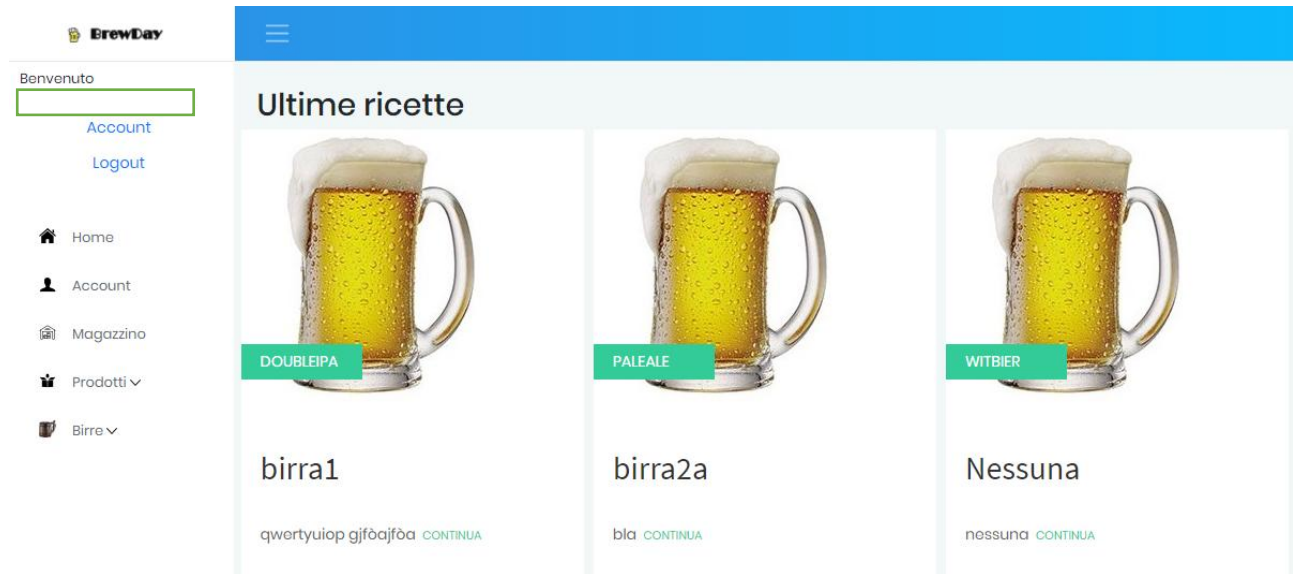 BrewDay
Benvenuto
Account
Logout
Home
Account
Magazzino
Prodotti
Birre
Ultime ricette
DOUBLEIPA
birra1
qwertyuiop gjfòajfòa CONTINUA
PALEALE
birra2a
bla CONTINUA
WITBIER
Nessuna
nessuna CONTINUA